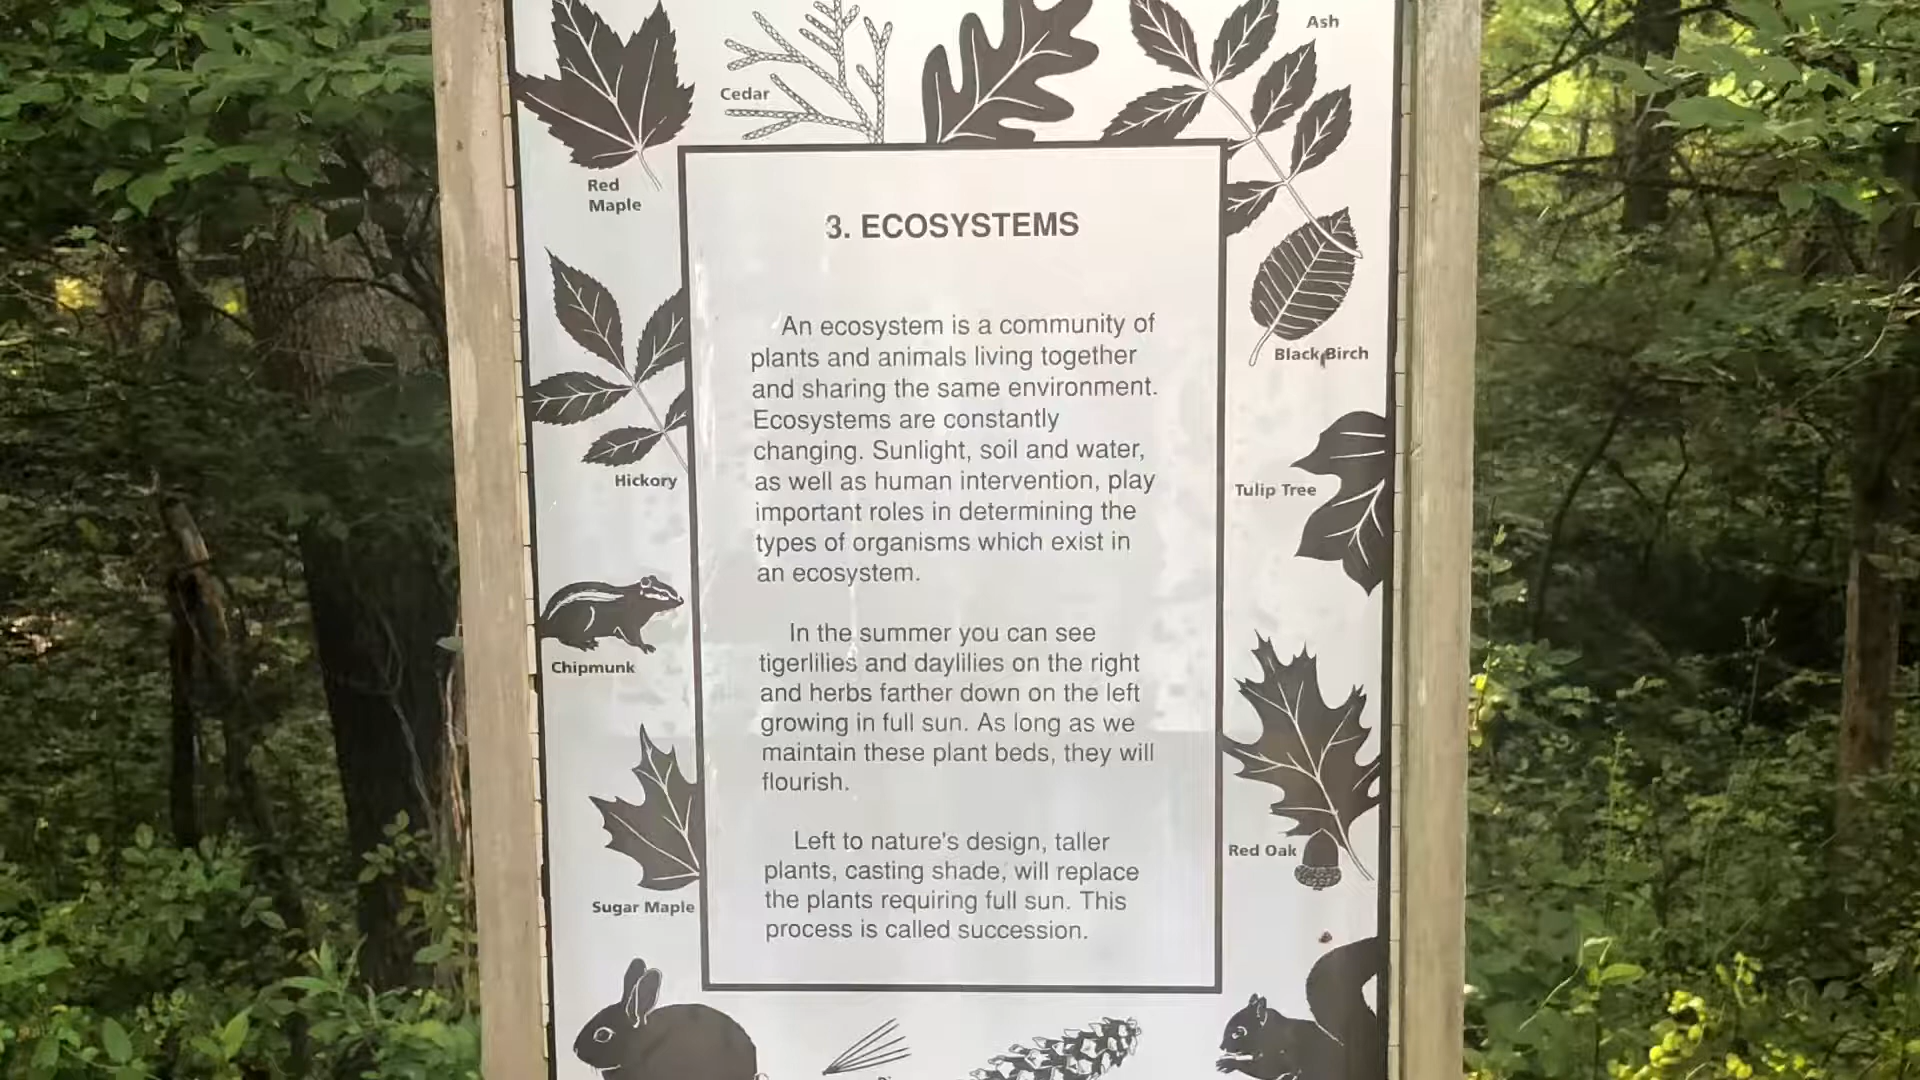 Ash
Cedar
Red
Maple
3. ECOSYSTEMS
An ecosystem is a community of
plants and animals living together
and sharing the same environment.
Ecosystems are constantly
changing. Sunlight, soil and water,
as well as human intervention, play
important roles in determining the
types of organisms which exist in
an ecosystem.
In the summer you can see
tigerlilies and daylilies on the right
and herbs farther down on the left
growing in full sun. As long as we
maintain these plant beds, they will
flourish.
Left to nature's design, taller
plants, casting shade, will replace
the plants requiring full sun. This
process is called succession.
Black Birch
Hickory
Tulip Tree
Chipmunk
Red Oak
Sugar Maple